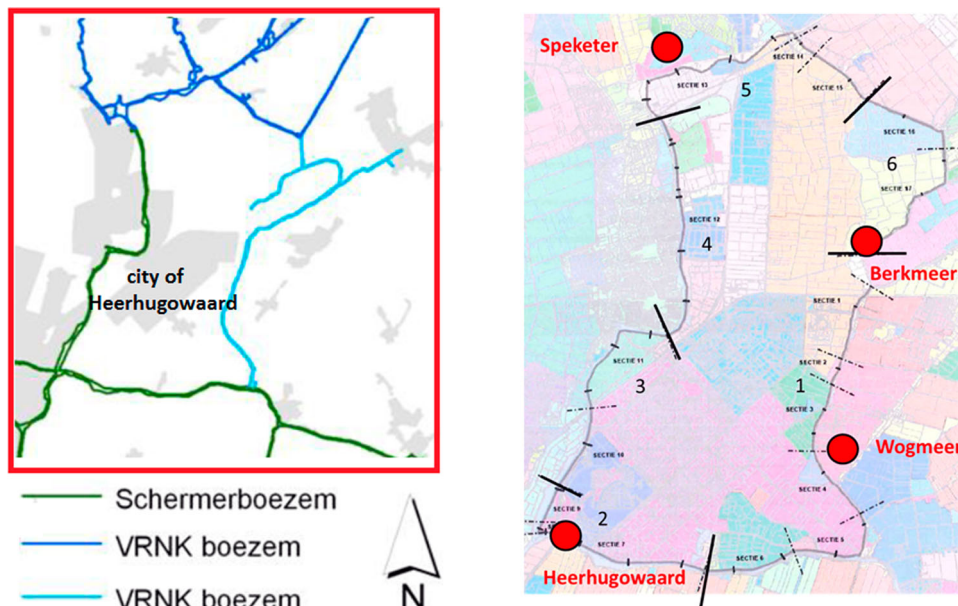 city of
Heerhugowaard
Schermerboezem
VRNK boezem
VRNK boezem
N
Speketer
SECTIE 14
SECTIE 13
5
SECTIE 15
SECTIE 16
6
SECTIE 17
SECTIE 12
4
Berkmeer
SECTIE 1
SECTIE 11
SECTIE 2
3
1
SECTIE 3
Wogmeer
SECTIE 10
SECTIE 4
SECTIE 9
2
SECTIE 7
SECTIE 5
SECTIE 6
Heerhugowaard